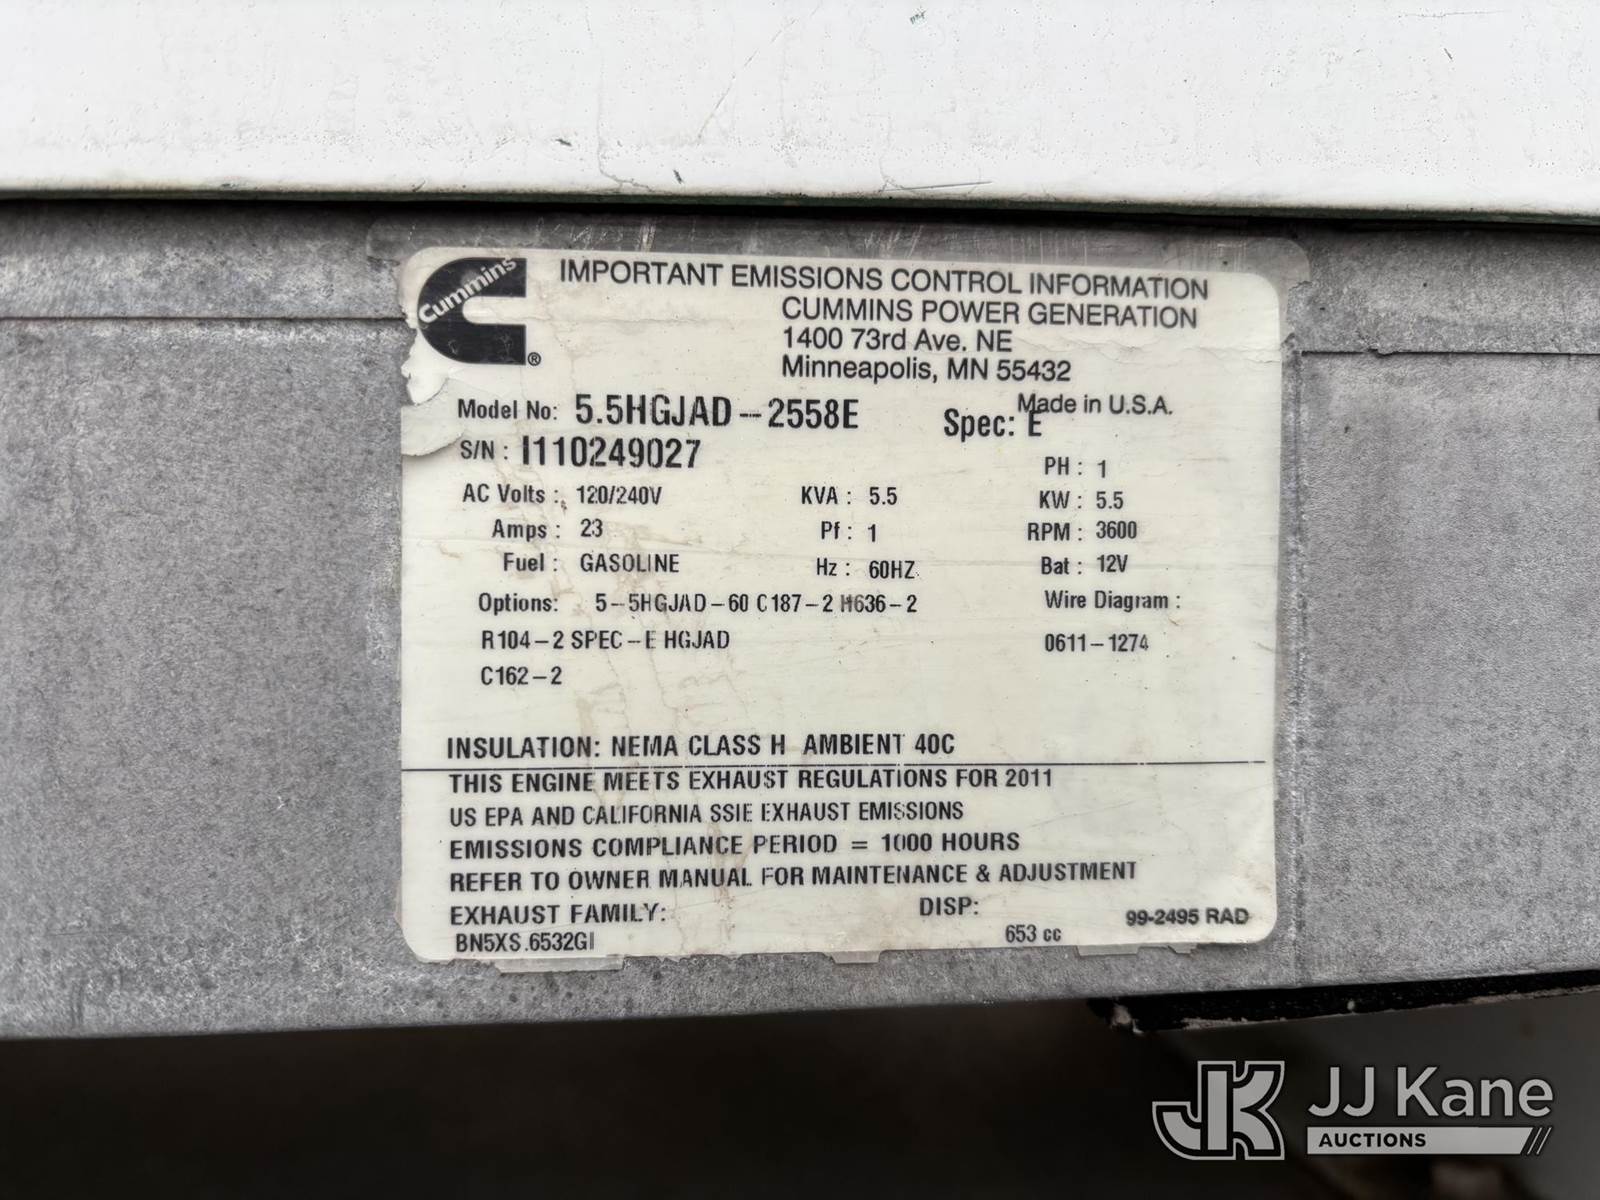 Cummins ®
IMPORTANT EMISSIONS CONTROL INFORMATION
CUMMINS POWER GENERATION
1400 73rd Ave. NE
Minneapolis, MN 55432
Made in U.S.A.
Model No: 5.5HGJAD-2558E Spec: E
S/N : I110249027
PH : 1
AC Volts : 120/240V KVA : 5.5 KW : 5.5
Amps : 23 Pf : 1 RPM : 3600
Fuel : GASOLINE Hz : 60HZ Bat : 12V
Options: 5-5HGJAD-60 C187-2 H636-2 Wire Diagram :
R104-2 SPEC-E HGJAD 0611-1274
C162-2
INSULATION: NEMA CLASS H AMBIENT 40C
THIS ENGINE MEETS EXHAUST REGULATIONS FOR 2011
US EPA AND CALIFORNIA SSIE EXHAUST EMISSIONS
EMISSIONS COMPLIANCE PERIOD = 1000 HOURS
REFER TO OWNER MANUAL FOR MAINTENANCE & ADJUSTMENT
EXHAUST FAMILY: DISP:
BN5XS.6532GI 653 cc 99-2495 RAD
JK JJ Kane
AUCTIONS